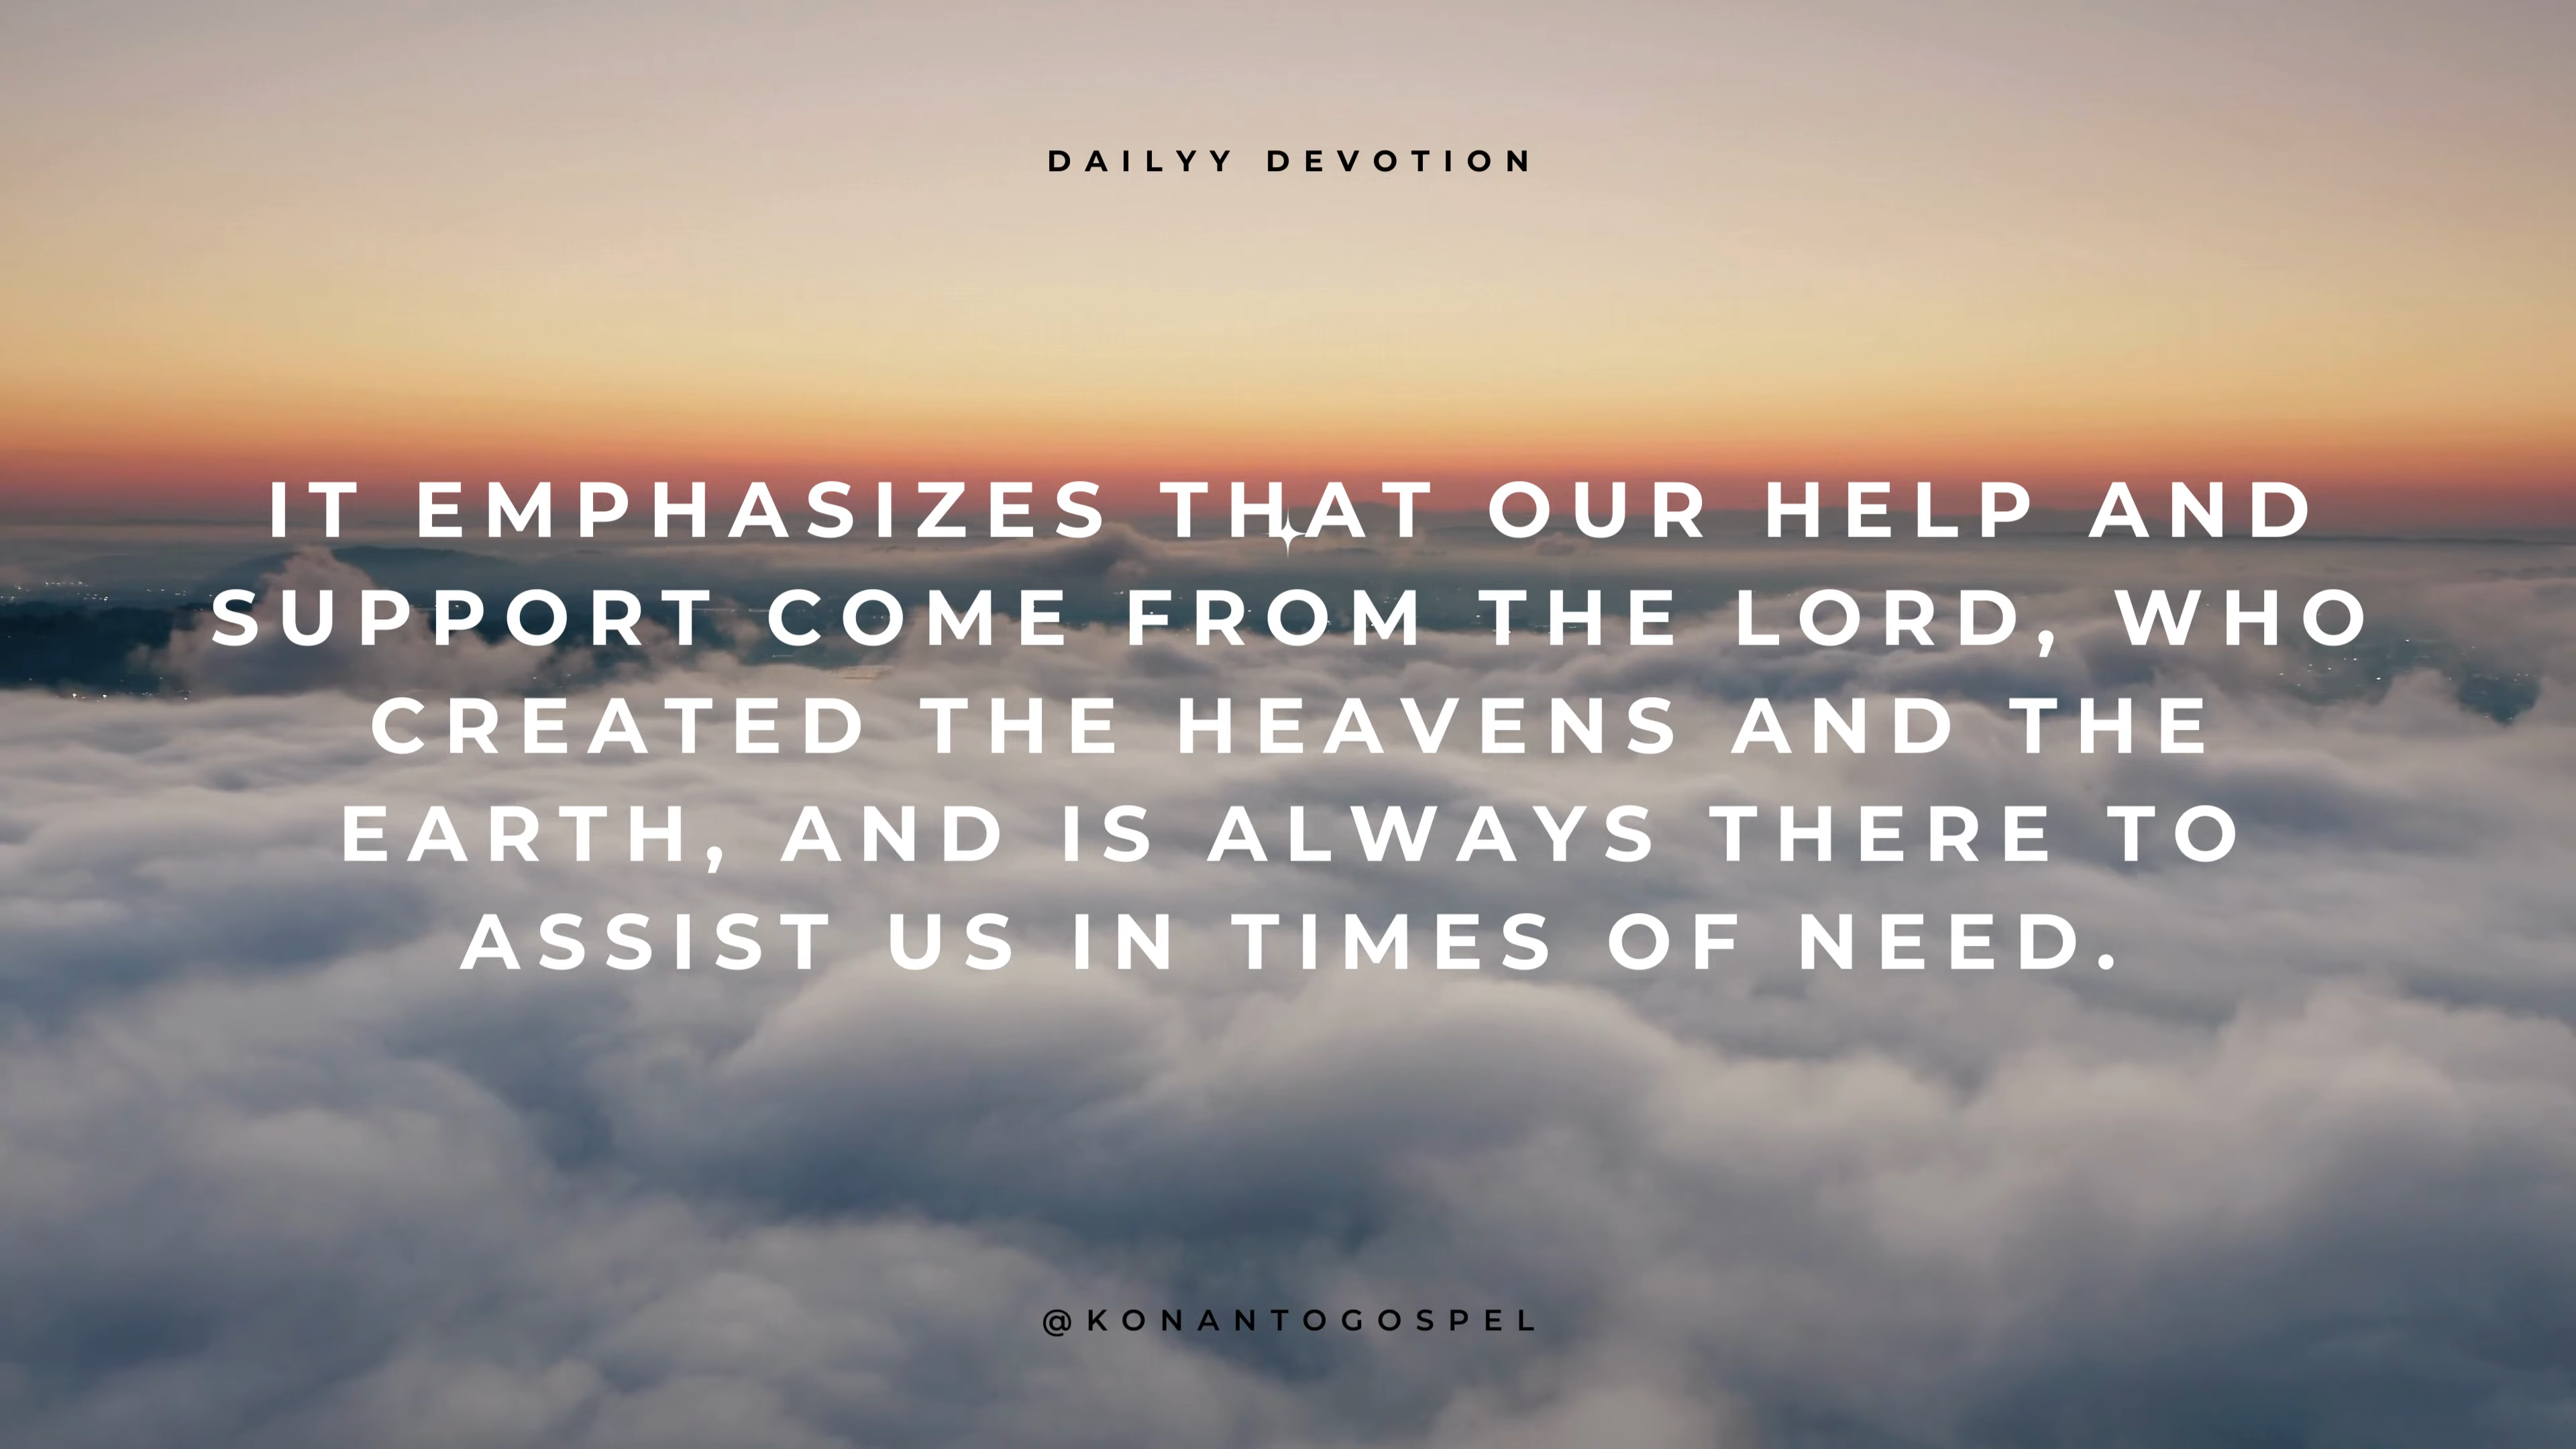 DAILYY DEVOTION
IT EMPHASIZES THAT OUR HELP AND
SUPPORT COME FROM THE LORD, WHO
CREATED THE HEAVENS AND THE
EARTH, AND IS ALWAYS THERE TO
ASSIST US IN TIMES OF NEED.
@KONANTOGOSPEL